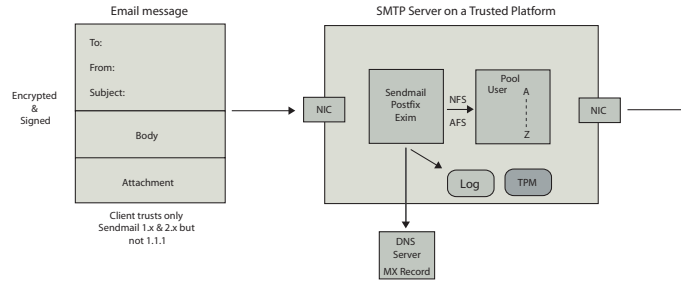 Email message
To:
From:
Subject:
Encrypted
&
Signed
Body
Attachment
Client trusts only
Sendmail 1.x & 2.x but
not 1.1.1
SMTP Server on a Trusted Platform
NIC
Sendmail
Postfix
Exim
NFS
AFS
Pool
User A
Z
Log
TPM
NIC
DNS
Server
MX Record